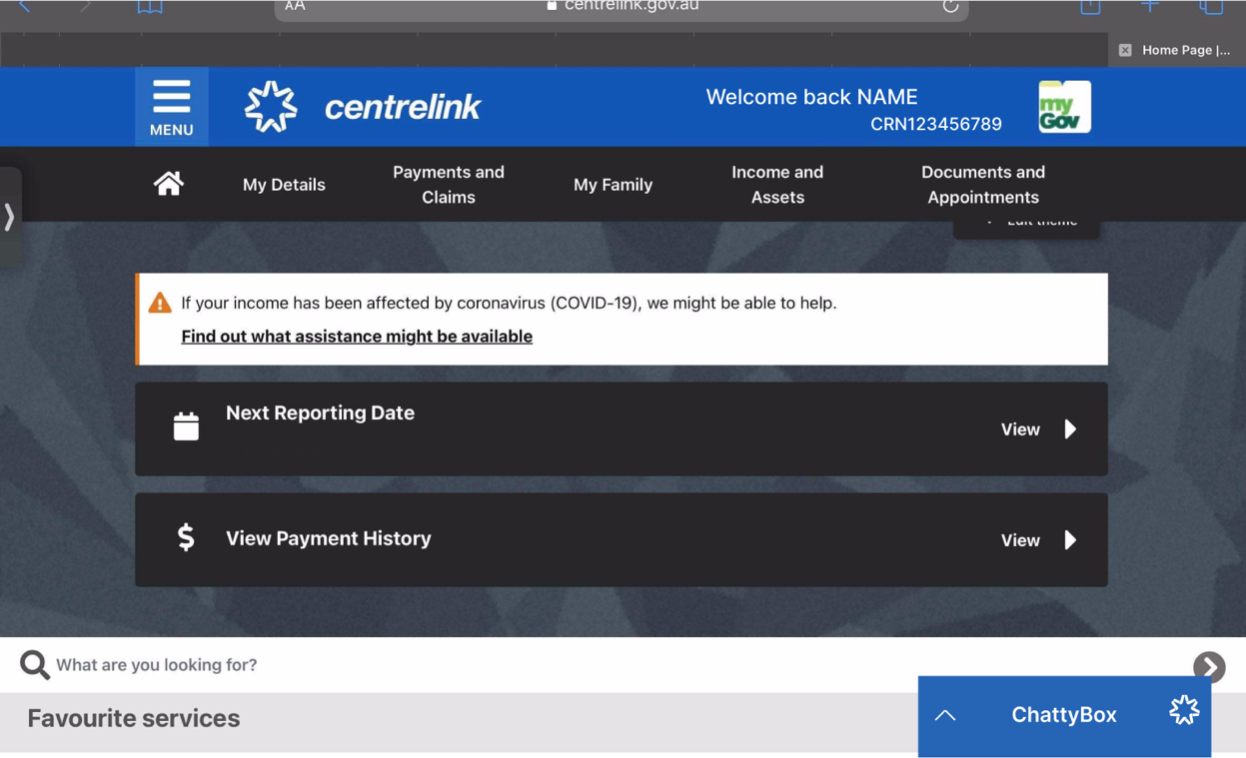 AA
centrelink.gov.au
Home Page |...
MENU
centrelink
Welcome back NAME
CRN123456789
my
Gov
My Details
Payments and
Claims
My Family
Income and
Assets
Documents and
Appointments
Edit theme
If your income has been affected by coronavirus (COVID-19), we might be able to help.
Find out what assistance might be available
Next Reporting Date
View
$
View Payment History
View
What are you looking for?
Favourite services
ChattyBox